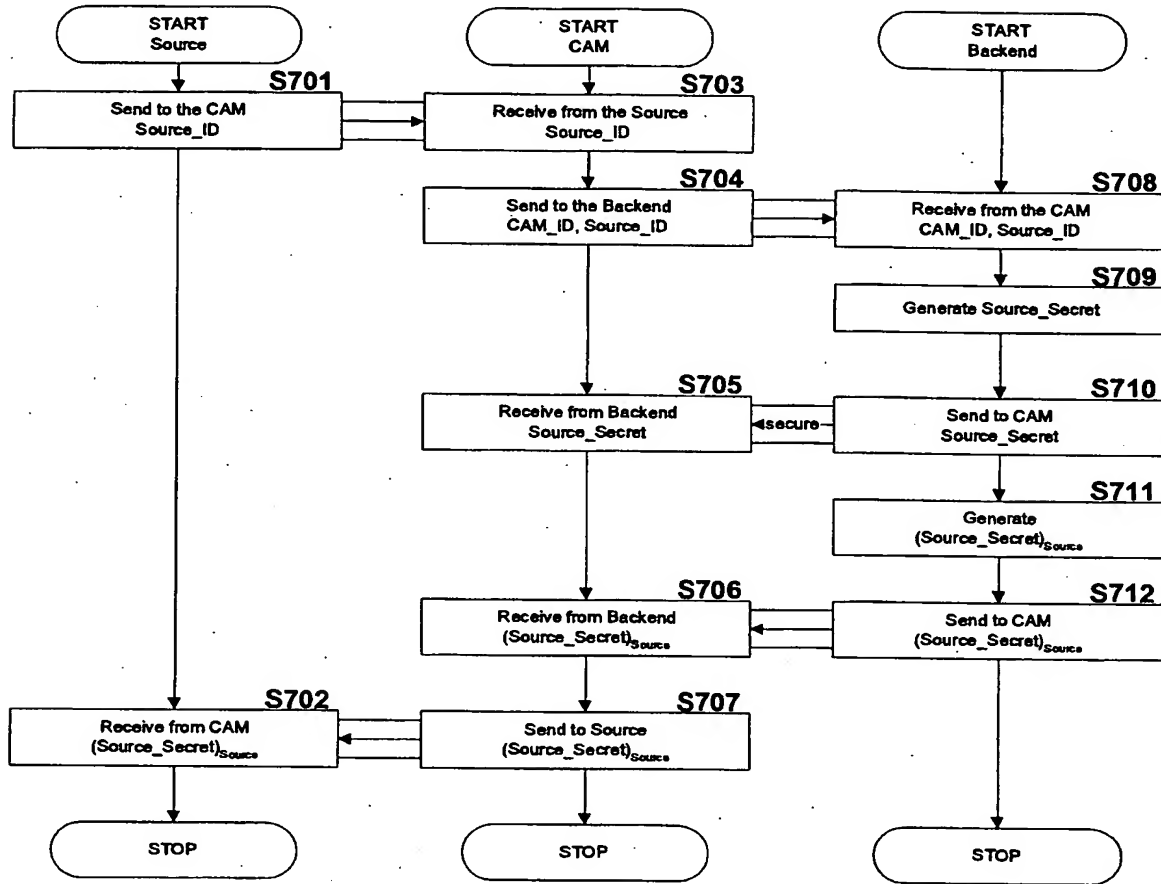 START
Source
START
CAM
START
Backend
S701
Send to the CAM
Source_ID
S703
Receive from the Source
Source_ID
S704
Send to the Backend
CAM_ID, Source_ID
S708
Receive from the CAM
CAM_ID, Source_ID
S709
Generate Source_Secret
S705
Receive from Backend
Source_Secret
secure
S710
Send to CAM
Source_Secret
S711
Generate
(Source_Secret)Source
S706
Receive from Backend
(Source_Secret)Source
S712
Send to CAM
(Source_Secret)Source
S702
Receive from CAM
(Source_Secret)Source
S707
Send to Source
(Source_Secret)Source
STOP
STOP
STOP